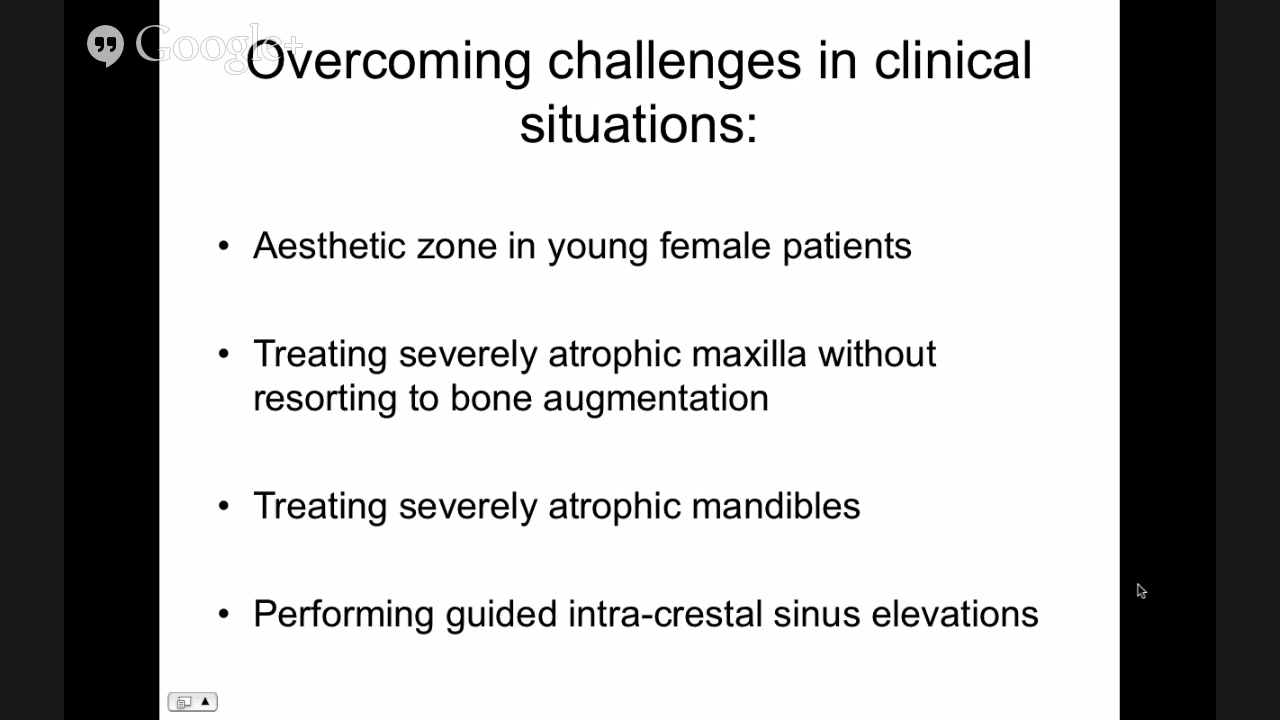 Google+
Overcoming challenges in clinical
situations:
• Aesthetic zone in young female patients
• Treating severely atrophic maxilla without
resorting to bone augmentation
• Treating severely atrophic mandibles
• Performing guided intra-crestal sinus elevations